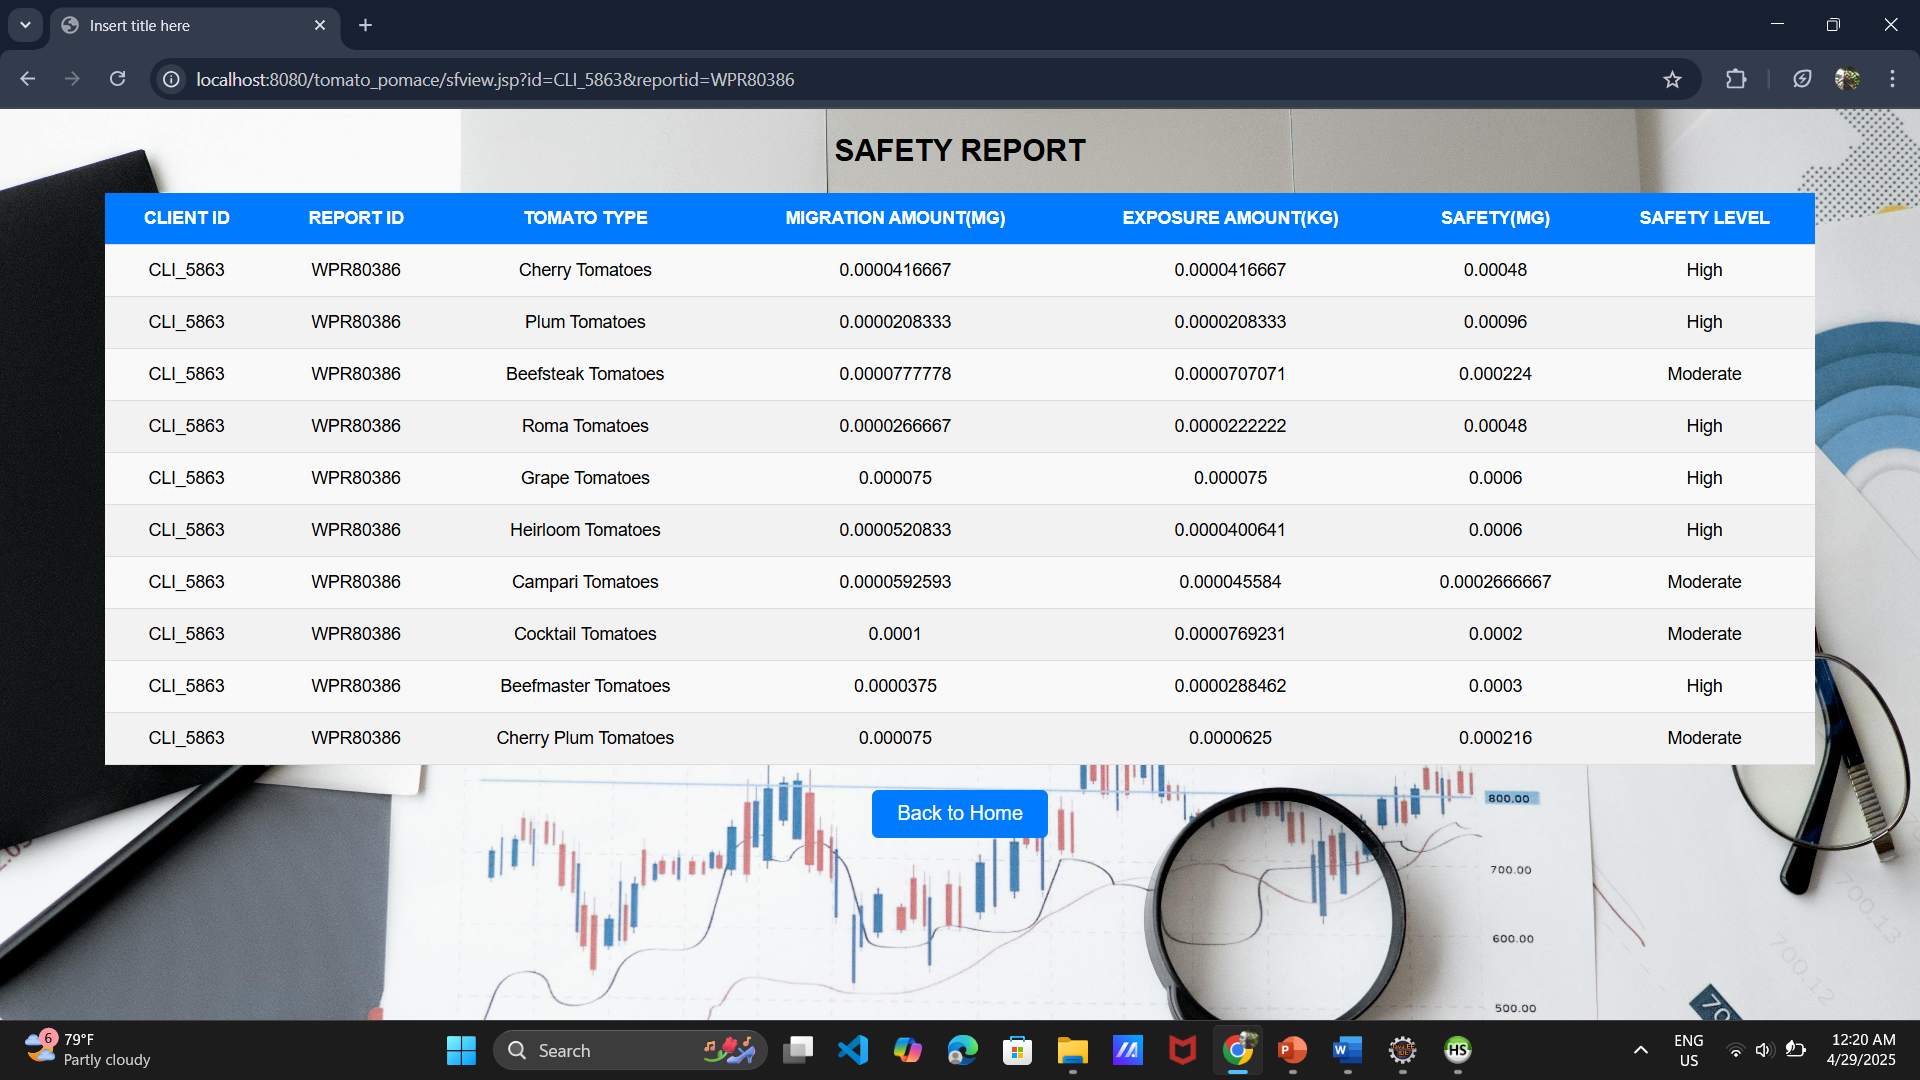 Insert title here
localhost:8080/tomato_pomace/sfview.jsp?id=CLI_5863&reportid=WPR80386
SAFETY REPORT
CLIENT ID REPORT ID TOMATO TYPE MIGRATION AMOUNT(MG) EXPOSURE AMOUNT(KG) SAFETY(MG) SAFETY LEVEL
CLI_5863 WPR80386 Cherry Tomatoes 0.0000416667 0.0000416667 0.00048 High
CLI_5863 WPR80386 Plum Tomatoes 0.0000208333 0.0000208333 0.00096 High
CLI_5863 WPR80386 Beefsteak Tomatoes 0.0000777778 0.0000707071 0.000224 Moderate
CLI_5863 WPR80386 Roma Tomatoes 0.0000266667 0.0000222222 0.00048 High
CLI_5863 WPR80386 Grape Tomatoes 0.000075 0.000075 0.0006 High
CLI_5863 WPR80386 Heirloom Tomatoes 0.0000520833 0.0000400641 0.0006 High
CLI_5863 WPR80386 Campari Tomatoes 0.0000592593 0.000045584 0.0002666667 Moderate
CLI_5863 WPR80386 Cocktail Tomatoes 0.0001 0.0000769231 0.0002 Moderate
CLI_5863 WPR80386 Beefmaster Tomatoes 0.0000375 0.0000288462 0.0003 High
CLI_5863 WPR80386 Cherry Plum Tomatoes 0.000075 0.0000625 0.000216 Moderate
Back to Home
800.00
700.00
600.00
500.00
700.13
700.12
6
79°F
Partly cloudy
Search
HS
ENG
US
12:20 AM
4/29/2025